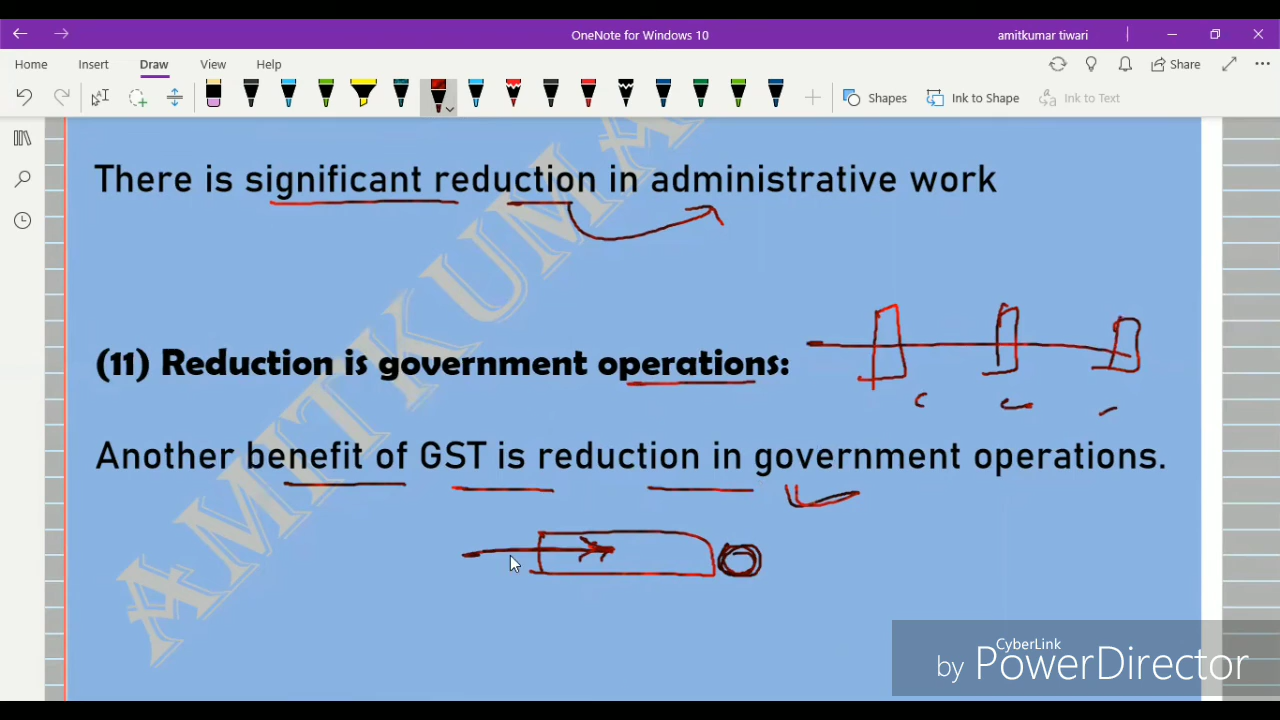 OneNote for Windows 10
amitkumar tiwari
Home Insert Draw View Help
Share
Shapes Ink to Shape Ink to Text
There is significant reduction in administrative work
(11) Reduction is government operations:
Another benefit of GST is reduction in government operations.
AMITKUMAR
CyberLink
by PowerDirector